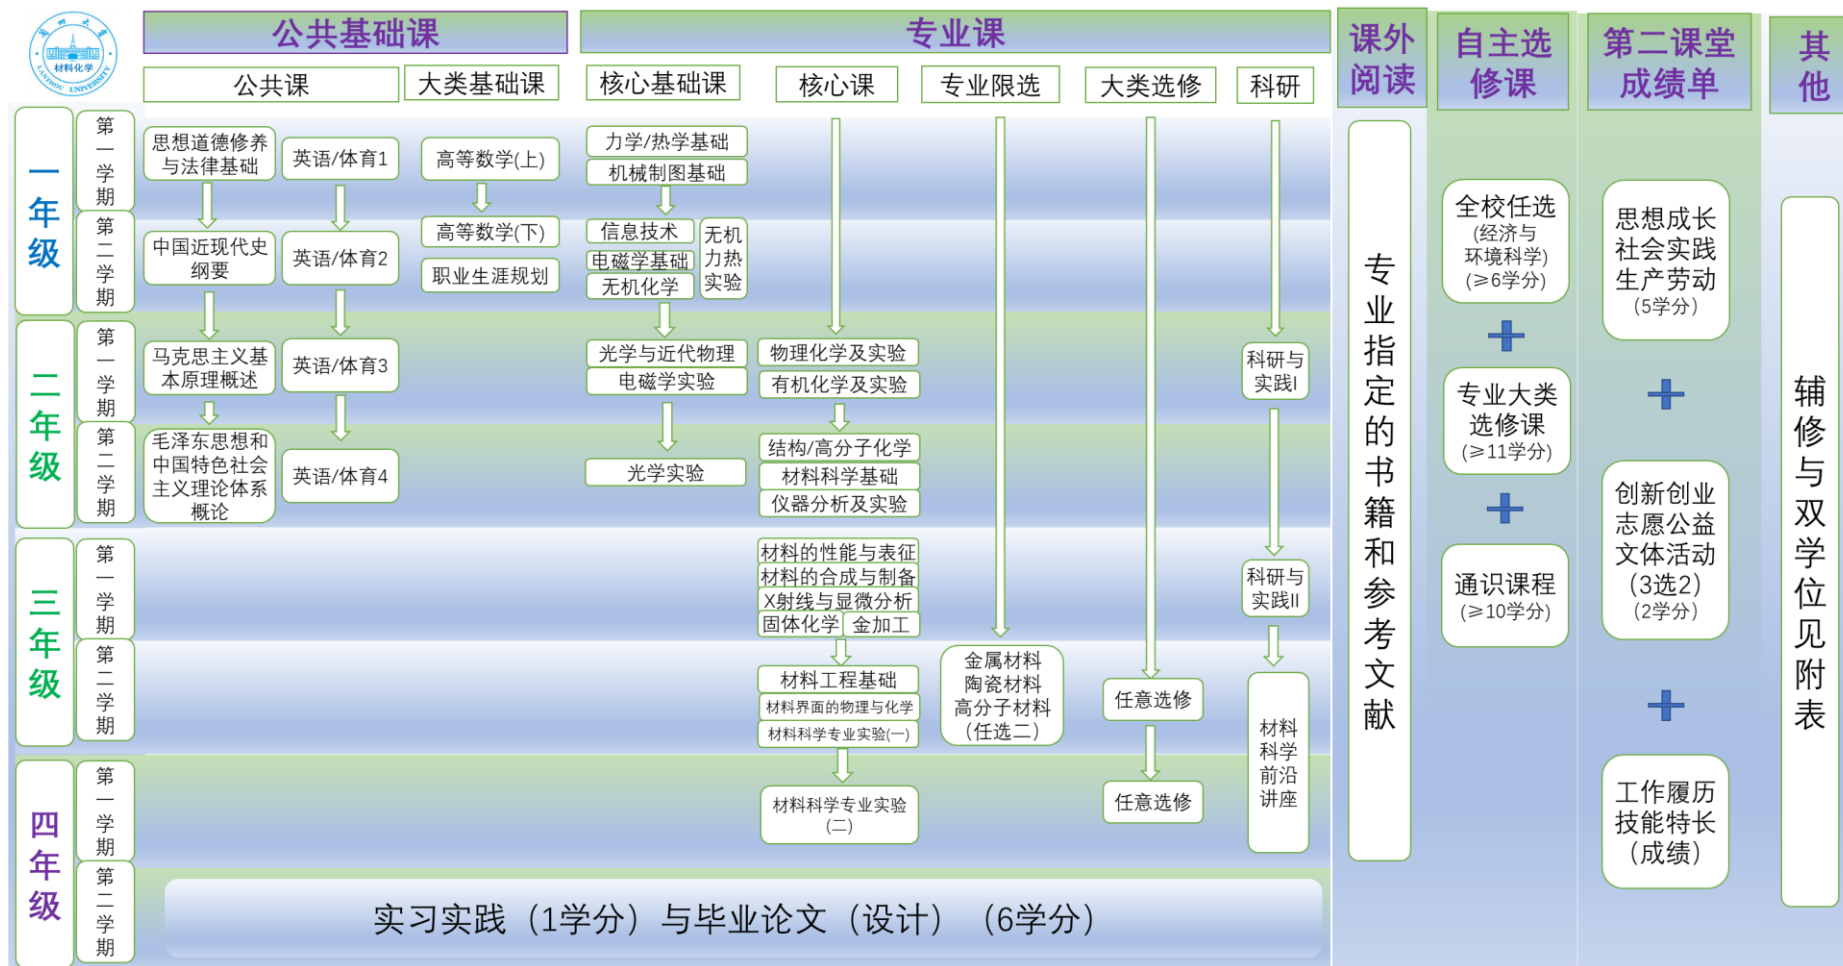 兰州大学
材料化学
LANZHOU UNIVERSITY
公共基础课
专业课
课外
阅读
自主选
修课
第二课堂
成绩单
其
他
公共课
大类基础课
核心基础课
核心课
专业限选
大类选修
科研
一年级
第一学期
思想道德修养
与法律基础
英语/体育1
高等数学(上)
力学/热学基础
机械制图基础
第二学期
中国近现代史
纲要
英语/体育2
高等数学(下)
职业生涯规划
信息技术
电磁学基础
无机化学
无机
力热
实验
二年级
第一学期
马克思主义基
本原理概述
英语/体育3
光学与近代物理
电磁学实验
物理化学及实验
有机化学及实验
科研与
实践I
第二学期
毛泽东思想和
中国特色社会
主义理论体系
概论
英语/体育4
光学实验
结构/高分子化学
材料科学基础
仪器分析及实验
三年级
第一学期
材料的性能与表征
材料的合成与制备
X射线与显微分析
固体化学
金加工
科研与
实践II
第二学期
材料工程基础
材料界面的物理与化学
材料科学专业实验(一)
金属材料
陶瓷材料
高分子材料
（任选二）
任意选修
材料
科学
前沿
讲座
四年级
第一学期
材料科学专业实验
(二)
任意选修
第二学期
实习实践（1学分）与毕业论文（设计）（6学分）
专业指定的书籍和参考文献
全校任选
(经济与
环境科学)
(≥6学分)
专业大类
选修课
(≥11学分)
通识课程
(≥10学分)
思想成长
社会实践
生产劳动
(5学分)
创新创业
志愿公益
文体活动
（3选2）
(2学分)
工作履历
技能特长
（成绩）
辅修与双学位见附表